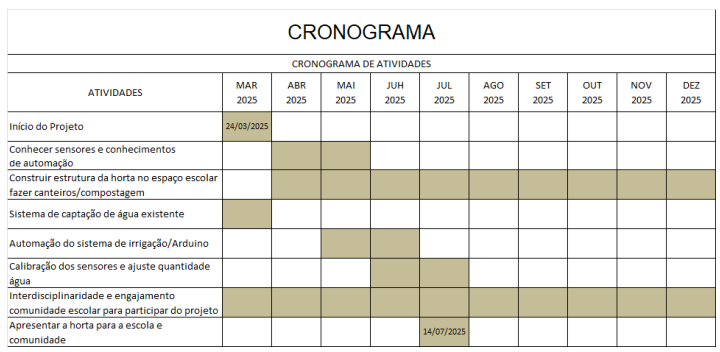 CRONOGRAMA
CRONOGRAMA DE ATIVIDADES
ATIVIDADES
MAR
2025
ABR
2025
MAI
2025
JUH
2025
JUL
2025
AGO
2025
SET
2025
OUT
2025
NOV
2025
DEZ
2025
Início do Projeto
24/03/2025
Conhecer sensores e conhecimentos
de automação
Construir estrutura da horta no espaço escolar
fazer canteiros/compostagem
Sistema de captação de água existente
Automação do sistema de irrigação/Arduino
Calibração dos sensores e ajuste quantidade
água
Interdisciplinaridade e engajamento
comunidade escolar para participar do projeto
Apresentar a horta para a escola e
comunidade
14/07/2025